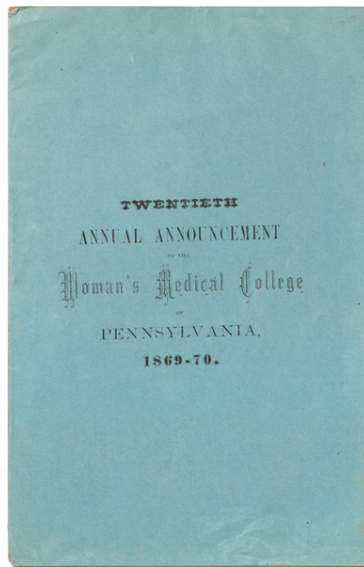 TWENTIETH
ANNUAL ANNOUNCEMENT
OF THE
Woman's Medical College
OF
PENNSYLVANIA,
1869-70.